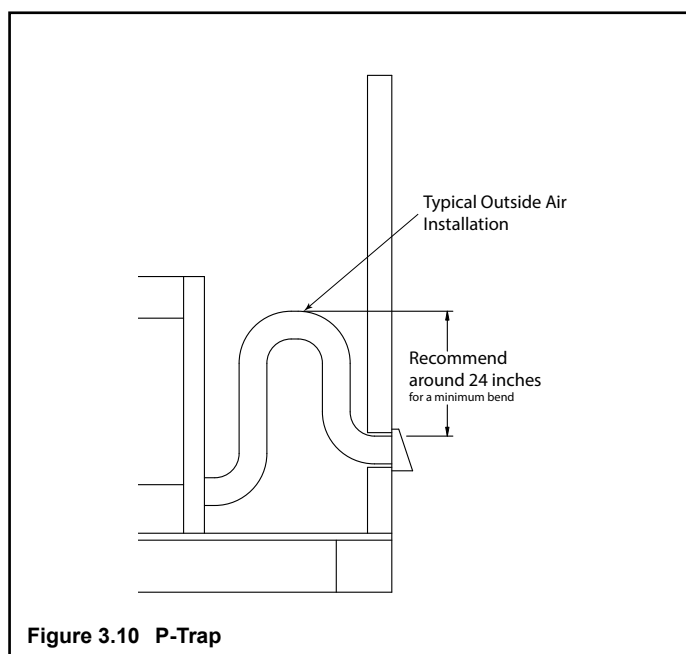 Typical Outside Air
Installation
Recommend
around 24 inches
for a minimum bend
Figure 3.10 P-Trap